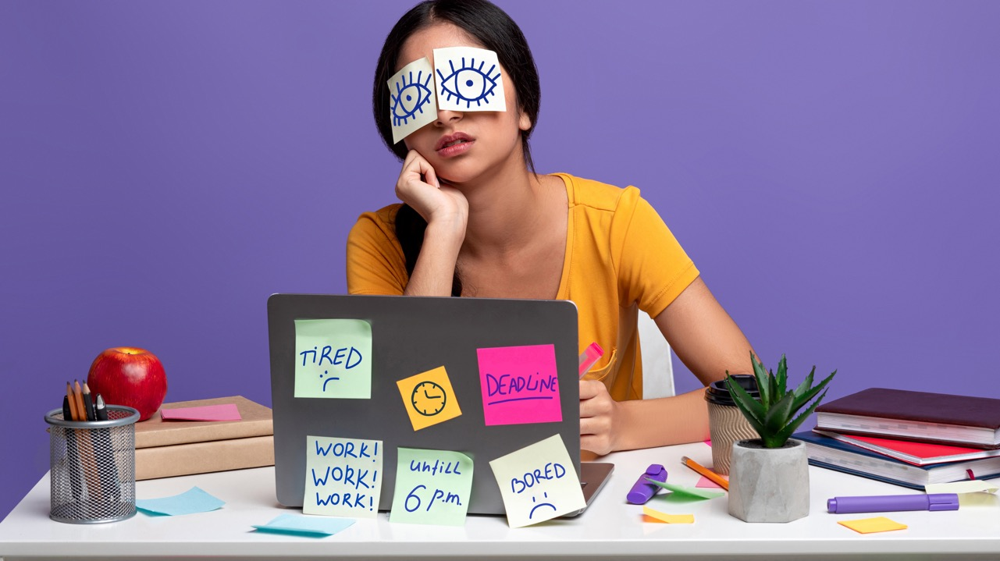 TiRED
DEADLiNE
WORK!
WORK!
WORK!
Untill
6 p.m.
BORED